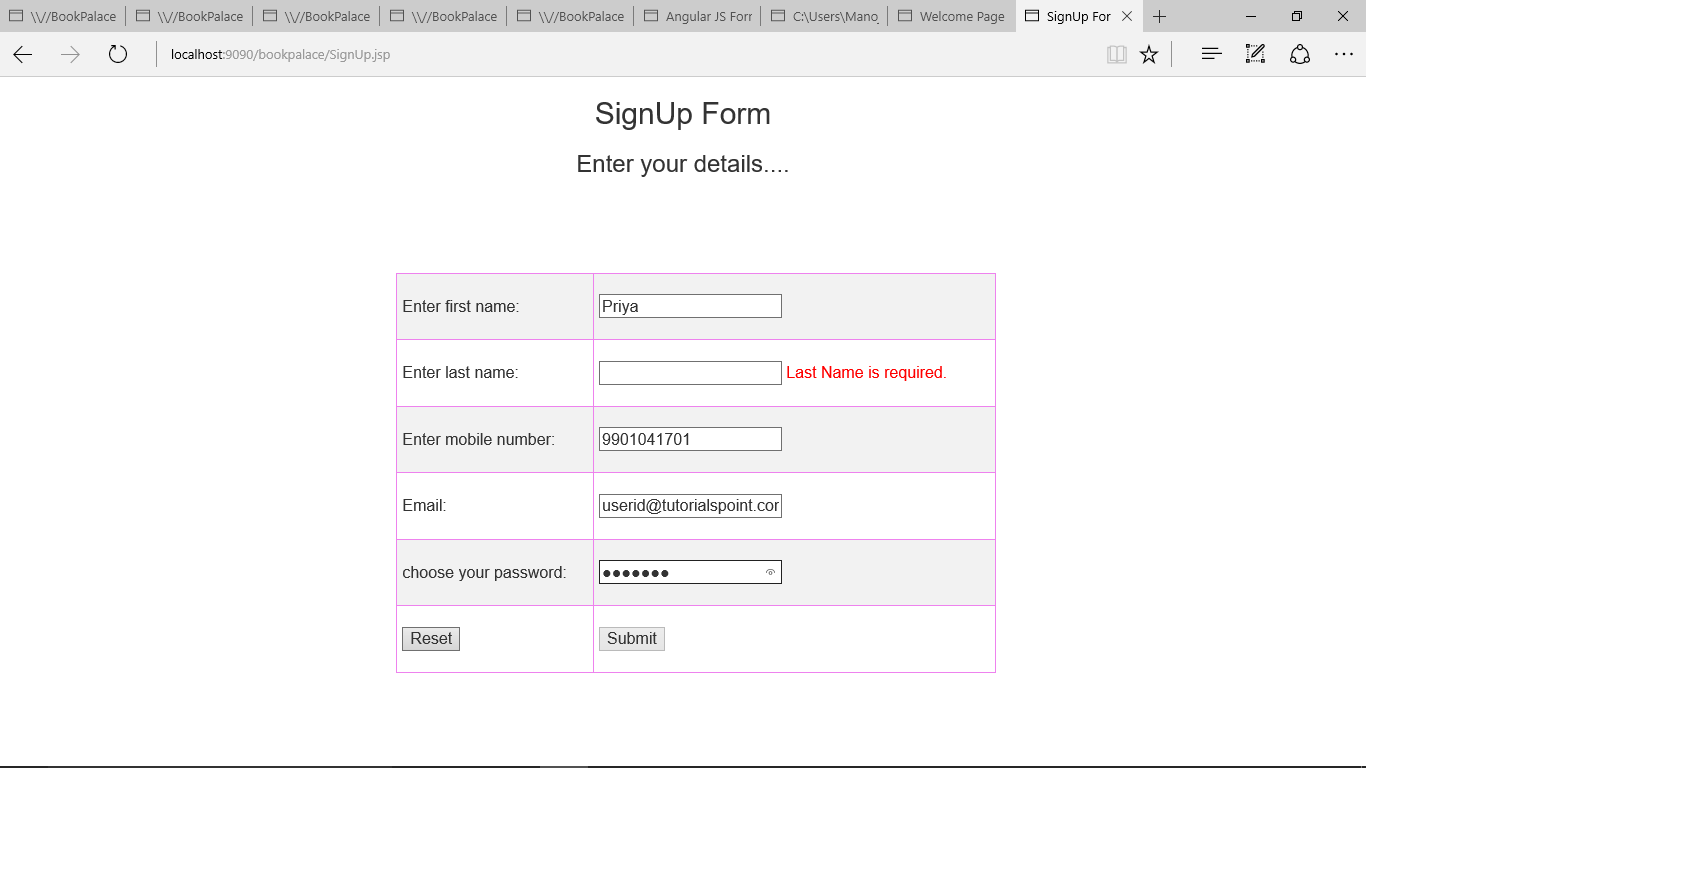 \\//BookPalace \\//BookPalace \\//BookPalace \\//BookPalace \\//BookPalace Angular JS Forr C:\Users\Mano Welcome Page SignUp For
localhost:9090/bookpalace/SignUp.jsp
SignUp Form
Enter your details....
Enter first name: Priya
Enter last name: Last Name is required.
Enter mobile number: 9901041701
Email: userid@tutorialspoint.cor
choose your password: ●●●●●●●
Reset Submit